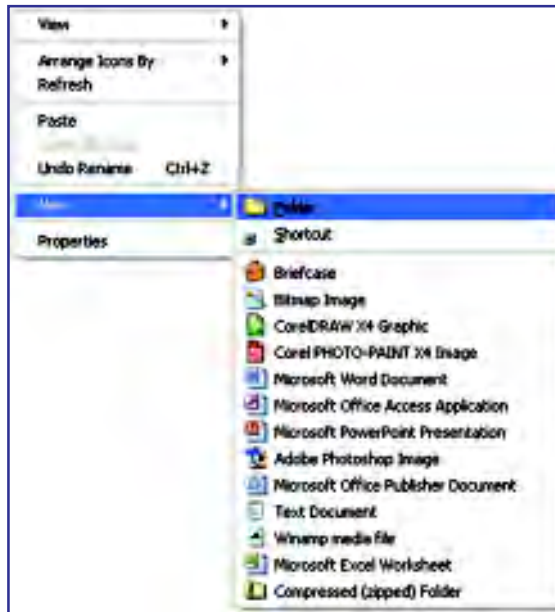 View
Arrange Icons By
Refresh
Paste
Undo Rename Ctrl+Z
New
Properties
Folder
Shortcut
Briefcase
Bitmap Image
CorelDRAW X4 Graphic
Corel PHOTO-PAINT X4 Image
Microsoft Word Document
Microsoft Office Access Application
Microsoft PowerPoint Presentation
Adobe Photoshop Image
Microsoft Office Publisher Document
Text Document
Winamp media file
Microsoft Excel Worksheet
Compressed (zipped) Folder